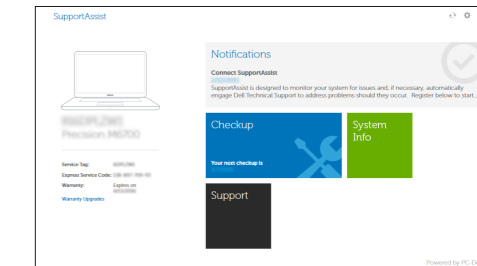 SupportAssist
Notifications
Connect SupportAssist
SupportAssist is designed to monitor your system for issues and, if necessary, automatically
engage Dell Technical Support to address problems should they occur. Register below to start...
Precision M6700
Checkup
Your next checkup is
System
Info
Service Tag:
Express Service Code:
Warranty: Expires on
Warranty Upgrades
Support
Powered by PC-D